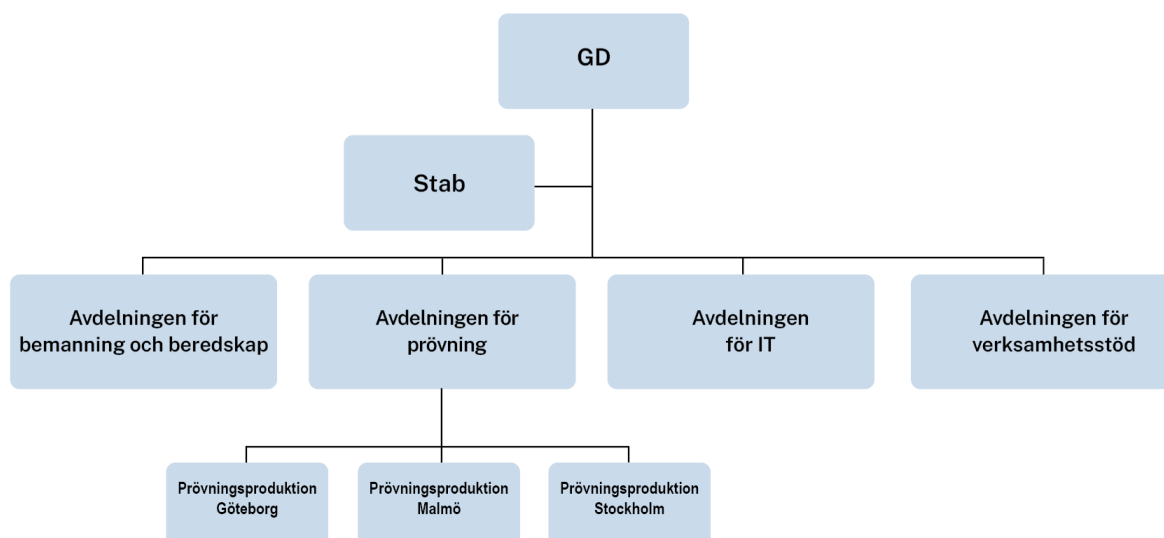 GD
Stab
Avdelningen för
bemanning och beredskap
Avdelningen för
prövning
Avdelningen
för IT
Avdelningen för
verksamhetsstöd
Prövningsproduktion
Göteborg
Prövningsproduktion
Malmö
Prövningsproduktion
Stockholm